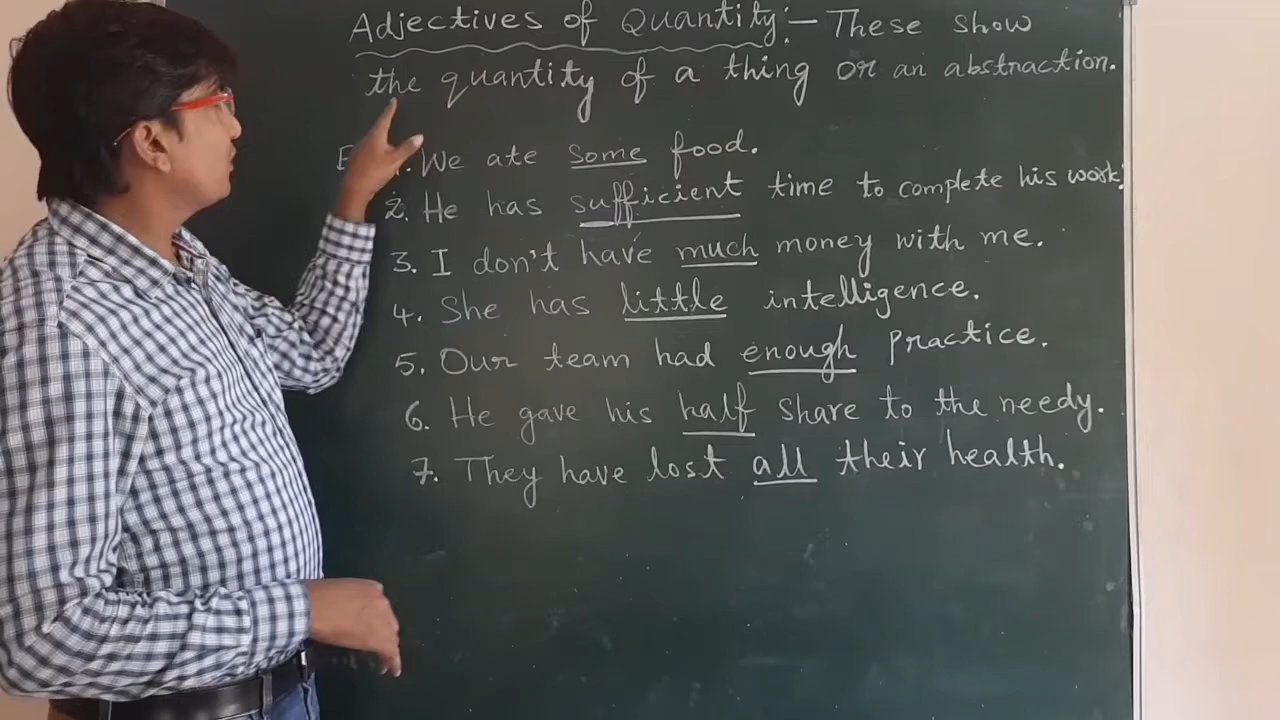 Adjectives of Quantity:- These show
the quantity of a thing or an abstraction.
1. We ate some food.
2. He has sufficient time to complete his work.
3. I don't have much money with me.
4. She has little intelligence.
5. Our team had enough practice.
6. He gave his half share to the needy.
7. They have lost all their health.